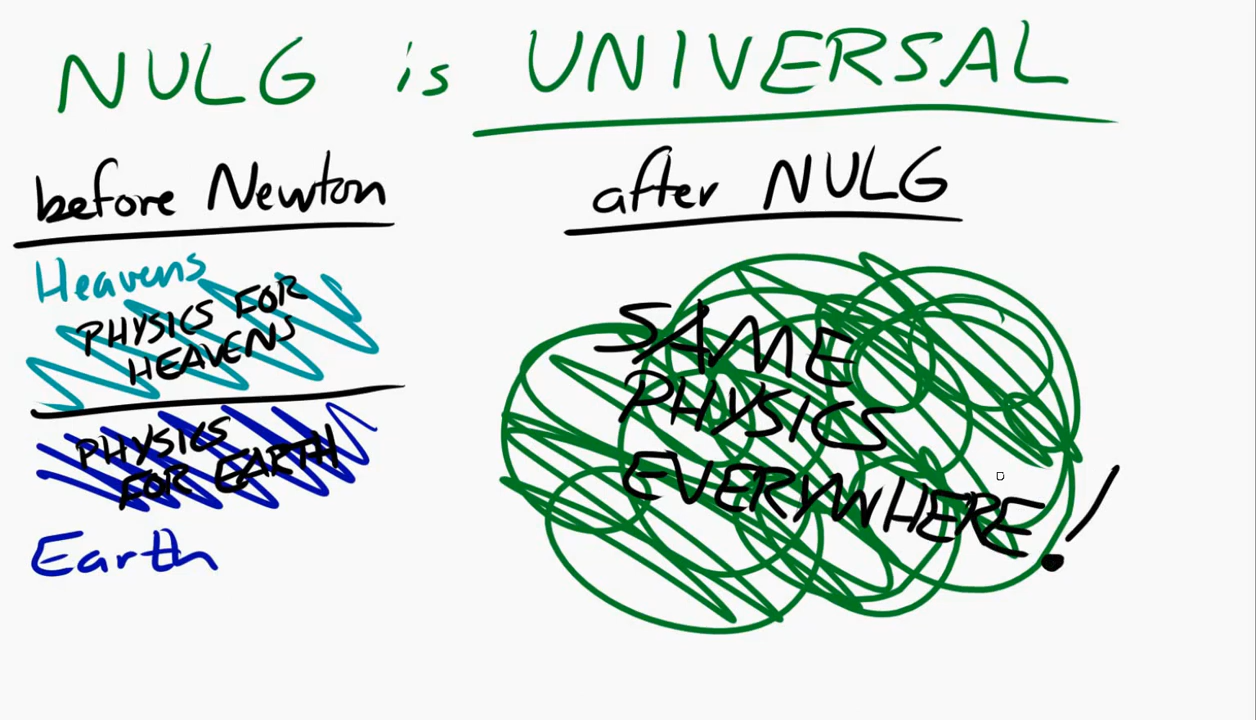 NULG is UNIVERSAL
before Newton
Heavens
PHYSICS FOR
HEAVENS
PHYSICS
FOR EARTH
Earth
after NULG
SAME
PHYSICS
EVERYWHERE!